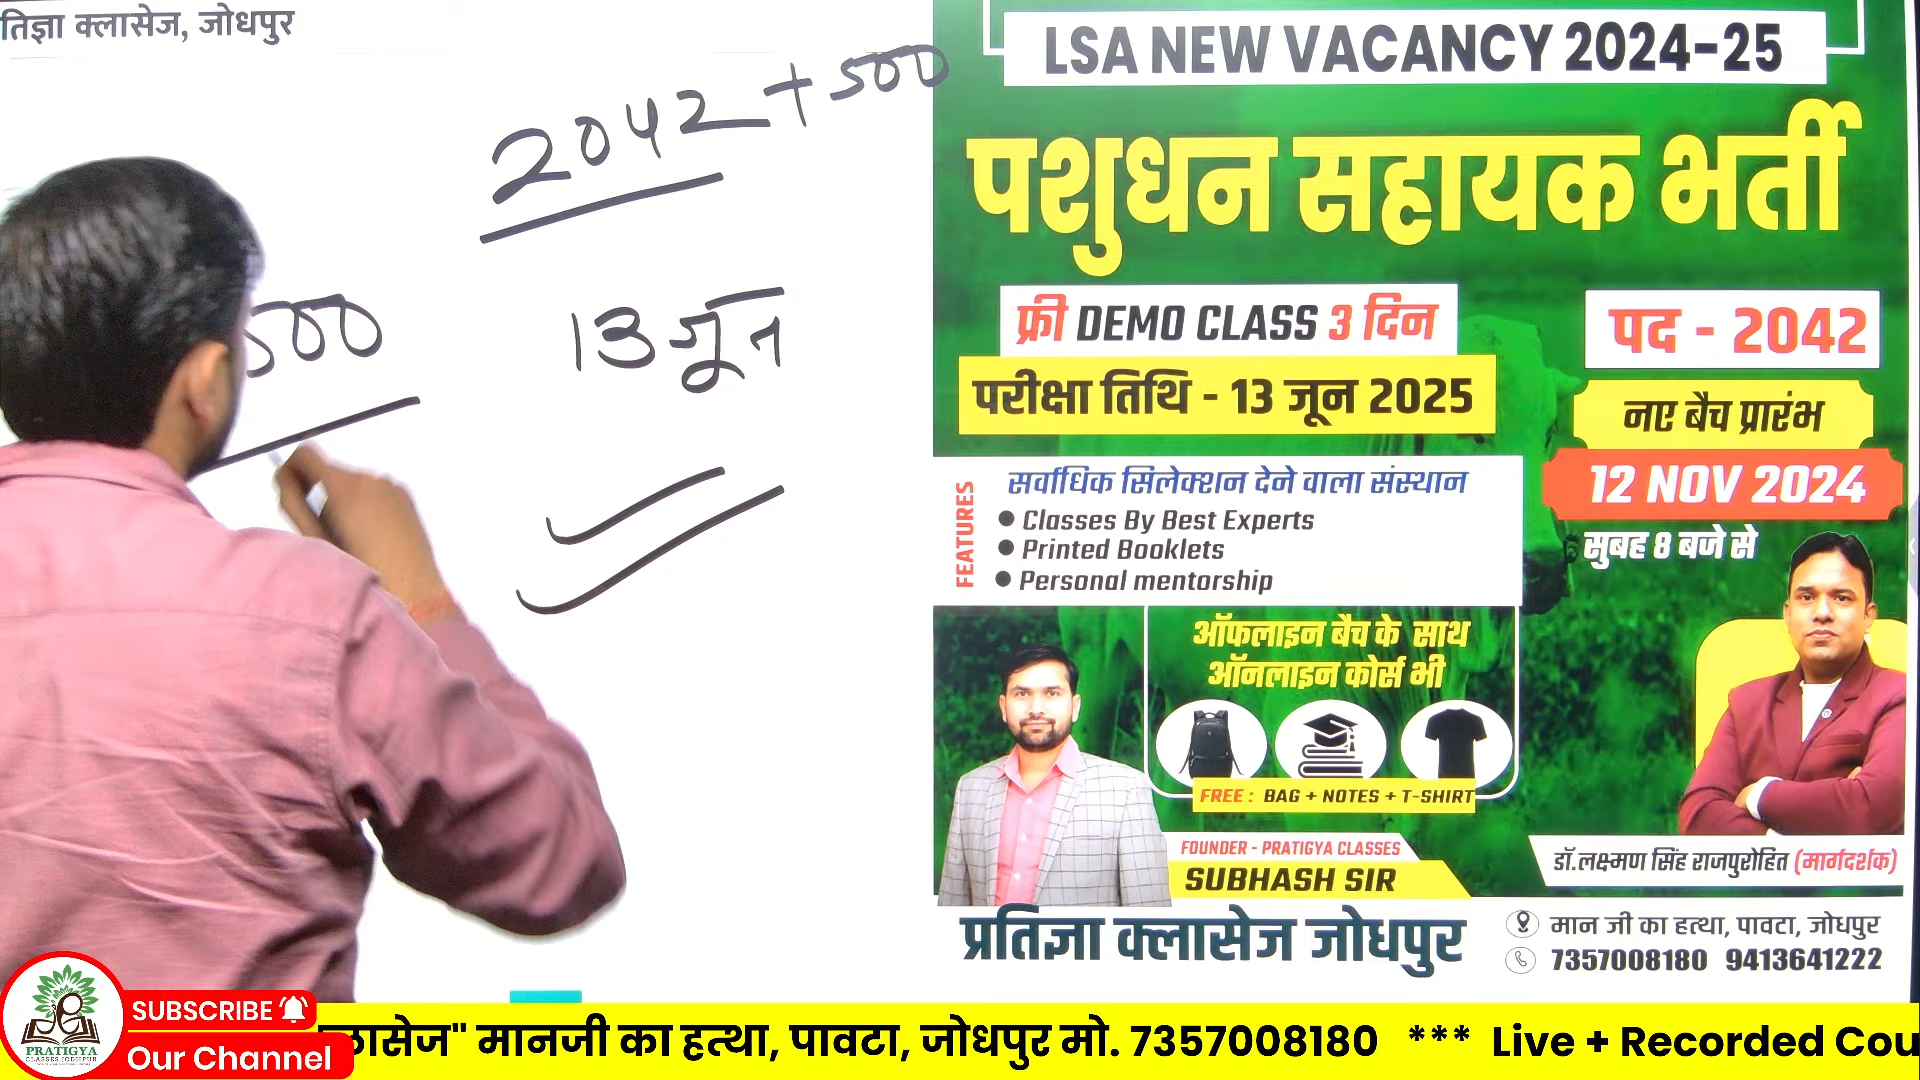 तिज्ञा क्लासेज, जोधपुर
2042 + 500
500
13 जून
LSA NEW VACANCY 2024-25
पशुधन सहायक भर्ती
फ्री DEMO CLASS 3 दिन
परीक्षा तिथि - 13 जून 2025
पद - 2042
नए बैच प्रारंभ
12 NOV 2024
सुबह 8 बजे से
FEATURES
सर्वाधिक सिलेक्शन देने वाला संस्थान
Classes By Best Experts
Printed Booklets
Personal mentorship
ऑफलाइन बैच के साथ
ऑनलाइन कोर्स भी
FREE : BAG + NOTES + T-SHIRT
FOUNDER - PRATIGYA CLASSES
SUBHASH SIR
डॉ.लक्ष्मण सिंह राजपुरोहित (मार्गदर्शक)
प्रतिज्ञा क्लासेज जोधपुर
मान जी का हत्था, पावटा, जोधपुर
7357008180 9413641222
PRATIGYA
CLASSES JODHPUR
SUBSCRIBE
Our Channel
लासेज" मानजी का हत्था, पावटा, जोधपुर मो. 7357008180 *** Live + Recorded Cou